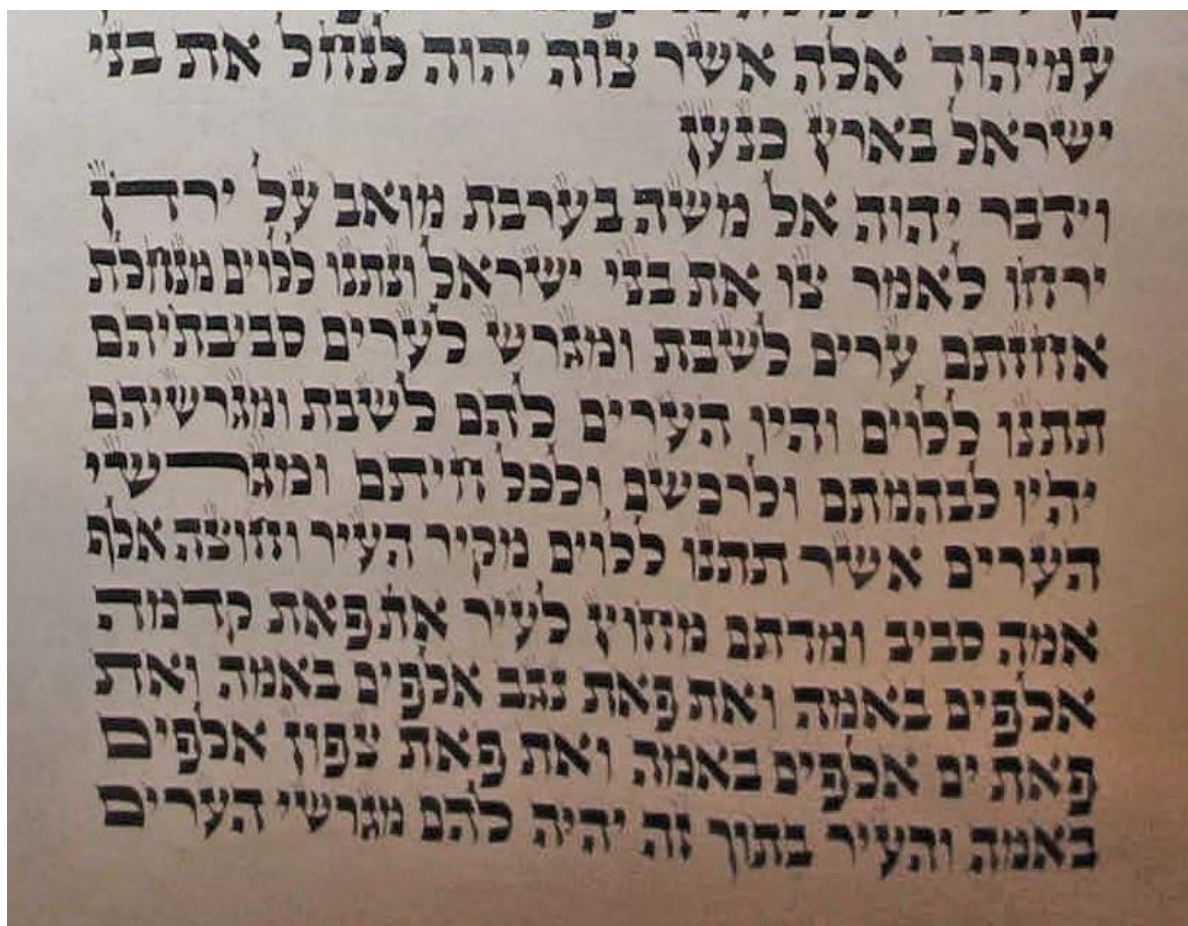 עמיהוד אלה אשר צוה יהוה לנחל את בני
ישראל בארץ כנען
וידבר יהוה אל משה בערבת מואב על ירדן
ירחו לאמר צו את בני ישראל ונתנו ללוים מנחלת
אחזתם ערים לשבת ומגרש לערים סביבתיהם
תתנו ללוים והיו הערים להם לשבת ומגרשיהם
יהיו לבהמתם ולרכשם ולכל חיתם ומגרשי
הערים אשר תתנו ללוים מקיר העיר וחוצה אלף
אמה סביב ומדתם מחוץ לעיר את פאת קדמה
אלפים באמה ואת פאת נגב אלפים באמה ואת
פאת ים אלפים באמה ואת פאת צפון אלפים
באמה והעיר בתוך זה יהיה להם מגרשי הערים